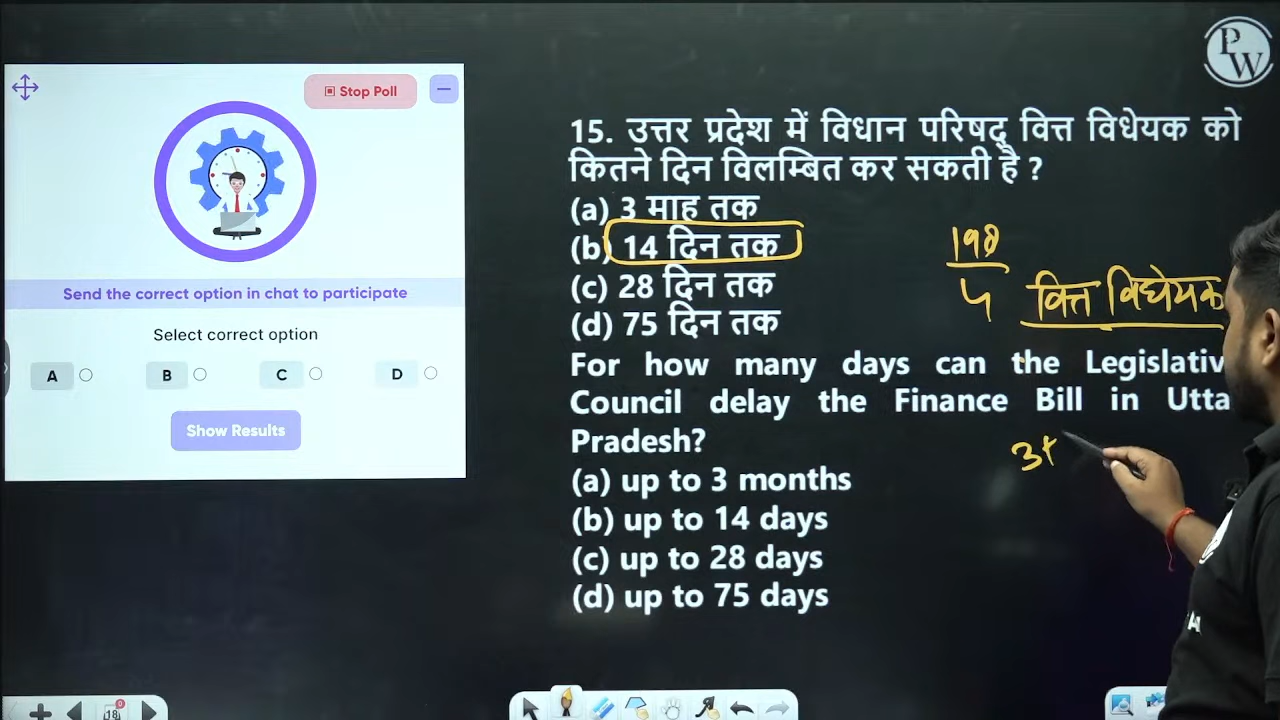 Stop Poll
Send the correct option in chat to participate
Select correct option
A
B
C
D
Show Results
PW
15. उत्तर प्रदेश में विधान परिषद् वित्त विधेयक को
कितने दिन विलम्बित कर सकती है ?
(a) 3 माह तक
(b) 14 दिन तक
(c) 28 दिन तक
(d) 75 दिन तक
198
वित्त विधेयक
For how many days can the Legislativ
Council delay the Finance Bill in Utta
Pradesh?
(a) up to 3 months
(b) up to 14 days
(c) up to 28 days
(d) up to 75 days
18